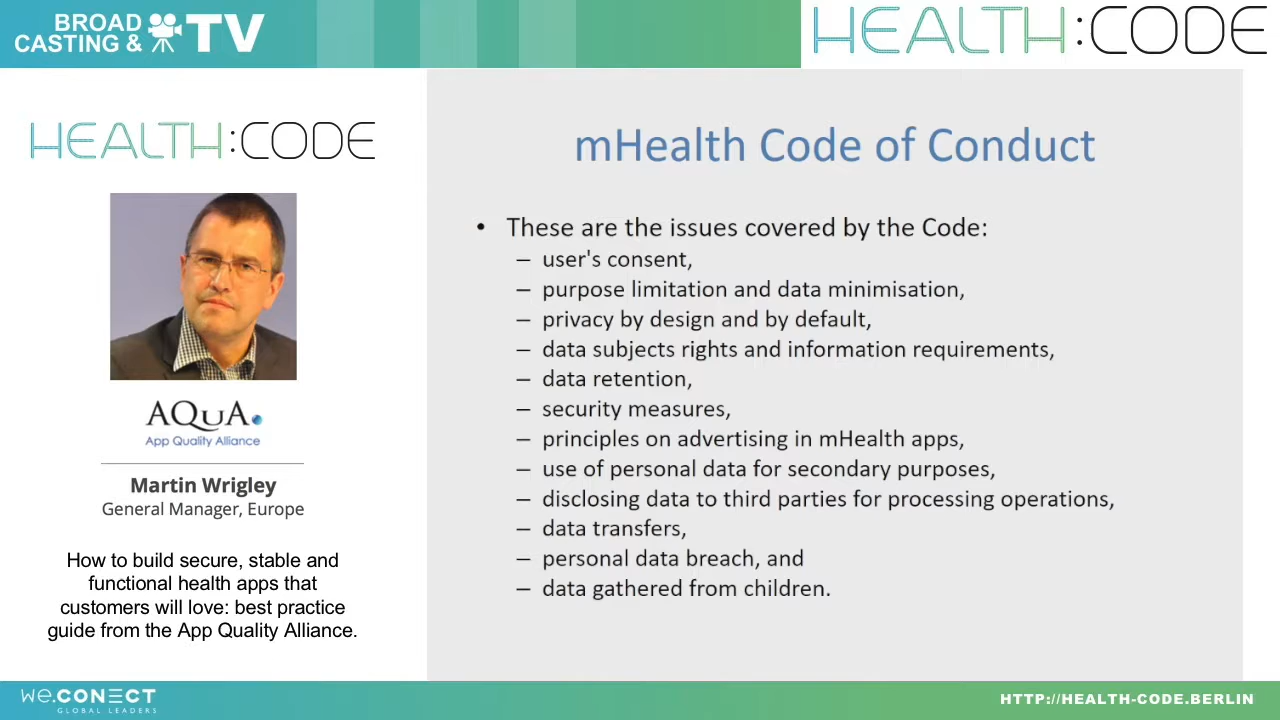 BROAD
CASTING & TV
HEALTH:CODE
HEALTH:CODE
AQuA.
App Quality Alliance
Martin Wrigley
General Manager, Europe
How to build secure, stable and
functional health apps that
customers will love: best practice
guide from the App Quality Alliance.
mHealth Code of Conduct
• These are the issues covered by the Code:
– user's consent,
– purpose limitation and data minimisation,
– privacy by design and by default,
– data subjects rights and information requirements,
– data retention,
– security measures,
– principles on advertising in mHealth apps,
– use of personal data for secondary purposes,
– disclosing data to third parties for processing operations,
– data transfers,
– personal data breach, and
– data gathered from children.
we.CONECT
GLOBAL LEADERS
HTTP://HEALTH-CODE.BERLIN